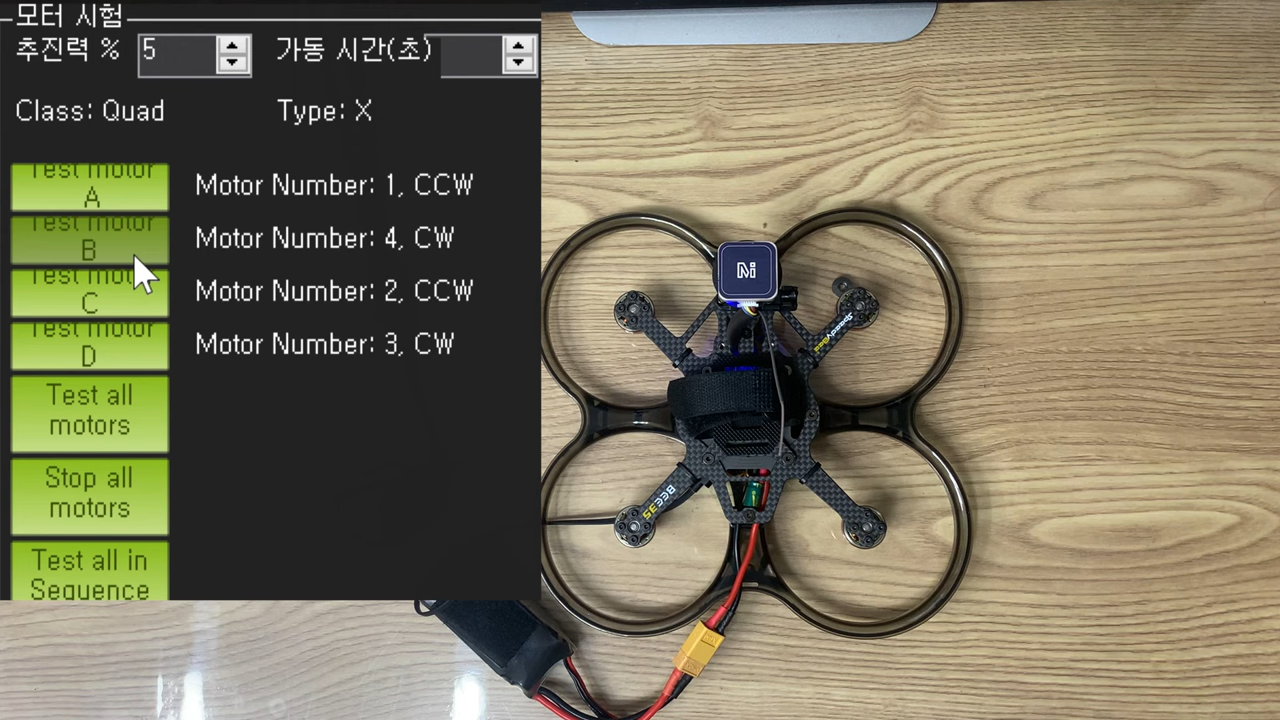 모터 시험
추진력 % 5 가동 시간(초)
Class: Quad Type: X
Test motor A Motor Number: 1, CCW
Test motor B Motor Number: 4, CW
Test motor C Motor Number: 2, CCW
Test motor D Motor Number: 3, CW
Test all
motors
Stop all
motors
Test all in
Sequence
SpeedyBee
Bee35